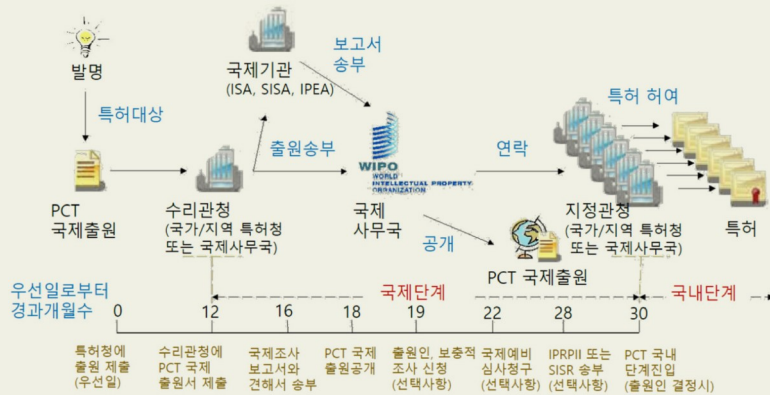 발명
특허대상
PCT
국제출원
수리관청
(국가/지역 특허청
또는 국제사무국)
국제기관
(ISA, SISA, IPEA)
보고서
송부
출원송부
WIPO
WORLD
INTELLECTUAL PROPERTY
ORGANIZATION
국제
사무국
연락
공개
PCT 국제출원
지정관청
(국가/지역 특허청
또는 국제사무국)
특허 허여
특허
우선일로부터
경과개월수
국제단계
국내단계
0
12
16
18
19
22
28
30
특허청에
출원 제출
(우선일)
수리관청에
PCT 국제
출원서 제출
국제조사
보고서와
견해서 송부
PCT 국제
출원공개
출원인, 보충적
조사 신청
(선택사항)
국제예비
심사청구
(선택사항)
IPRPII 또는
SISR 송부
(선택사항)
PCT 국내
단계진입
(출원인 결정시)